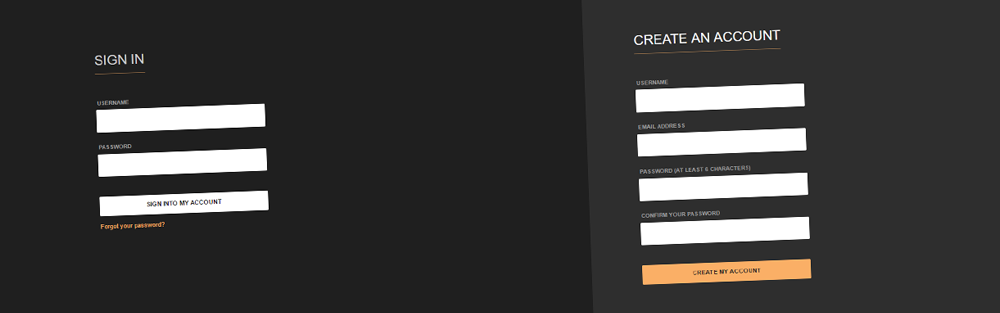 SIGN IN
USERNAME
PASSWORD
SIGN INTO MY ACCOUNT
Forgot your password?
CREATE AN ACCOUNT
USERNAME
EMAIL ADDRESS
PASSWORD (AT LEAST 6 CHARACTERS)
CONFIRM YOUR PASSWORD
CREATE MY ACCOUNT